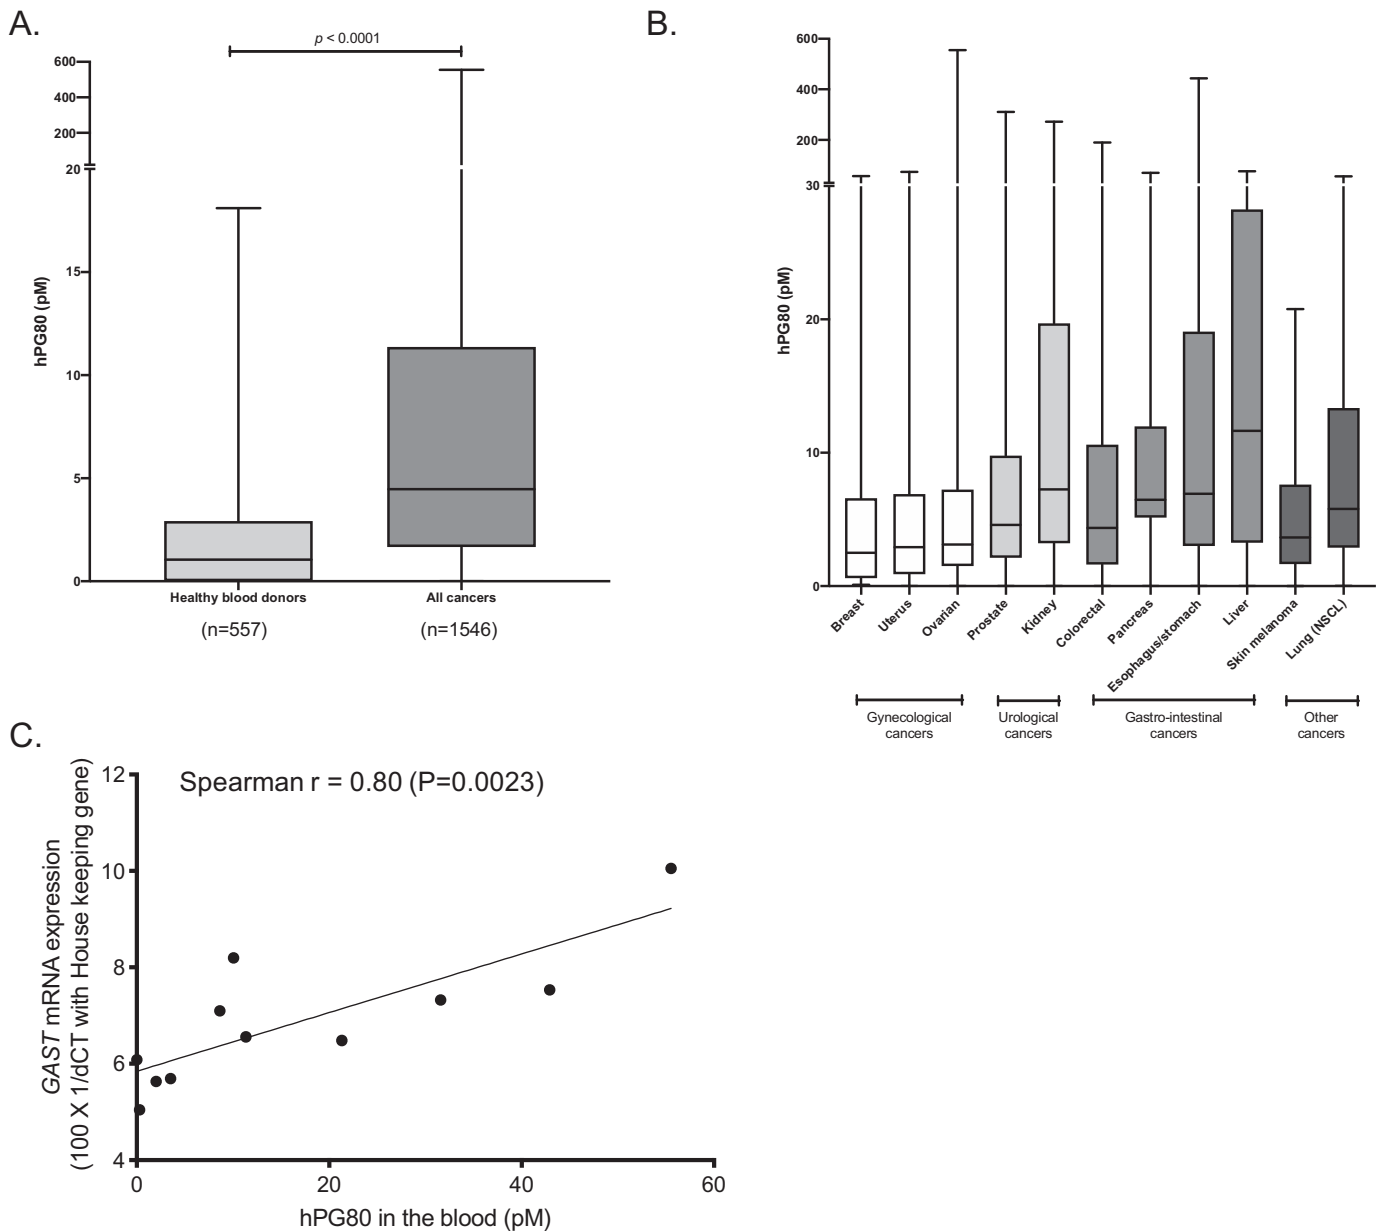 A.
p < 0.0001
600
400
200
20
15
10
5
0
hPG80 (pM)
Healthy blood donors
All cancers
(n=557)
(n=1546)
B.
600
400
200
30
20
10
0
hPG80 (pM)
Breast
Uterus
Ovarian
Prostate
Kidney
Colorectal
Pancreas
Esophagus/stomach
Liver
Skin melanoma
Lung (NSCL)
Gynecological
cancers
Urological
cancers
Gastro-intestinal
cancers
Other
cancers
C.
Spearman r = 0.80 (P=0.0023)
GAST mRNA expression
(100 X 1/dCT with House keeping gene)
12
10
8
6
4
0
20
40
60
hPG80 in the blood (pM)